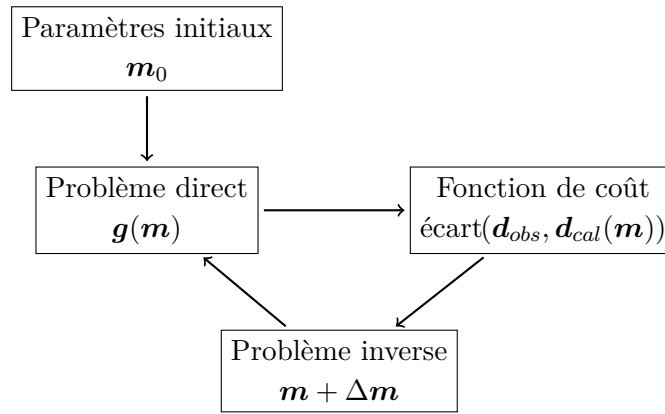 Paramètres initiaux
m₀
Problème direct
g(m)
Fonction de coût
écart(d_obs, d_cal(m))
Problème inverse
m + Δm